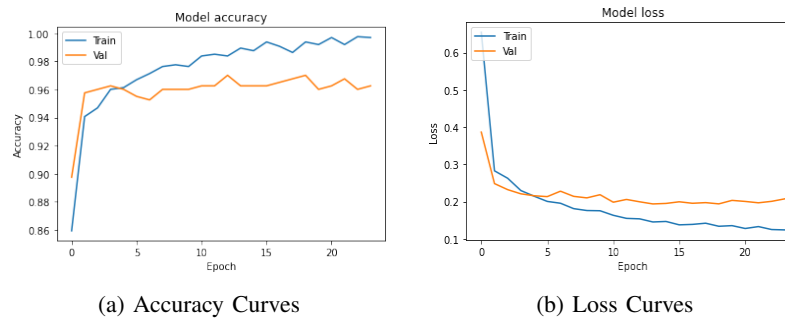 Model accuracy
Train
Val
1.00
0.98
0.96
0.94
0.92
0.90
0.88
0.86
Accuracy
0 5 10 15 20
Epoch
(a) Accuracy Curves
Model loss
Train
Val
0.6
0.5
0.4
0.3
0.2
0.1
Loss
0 5 10 15 20
Epoch
(b) Loss Curves